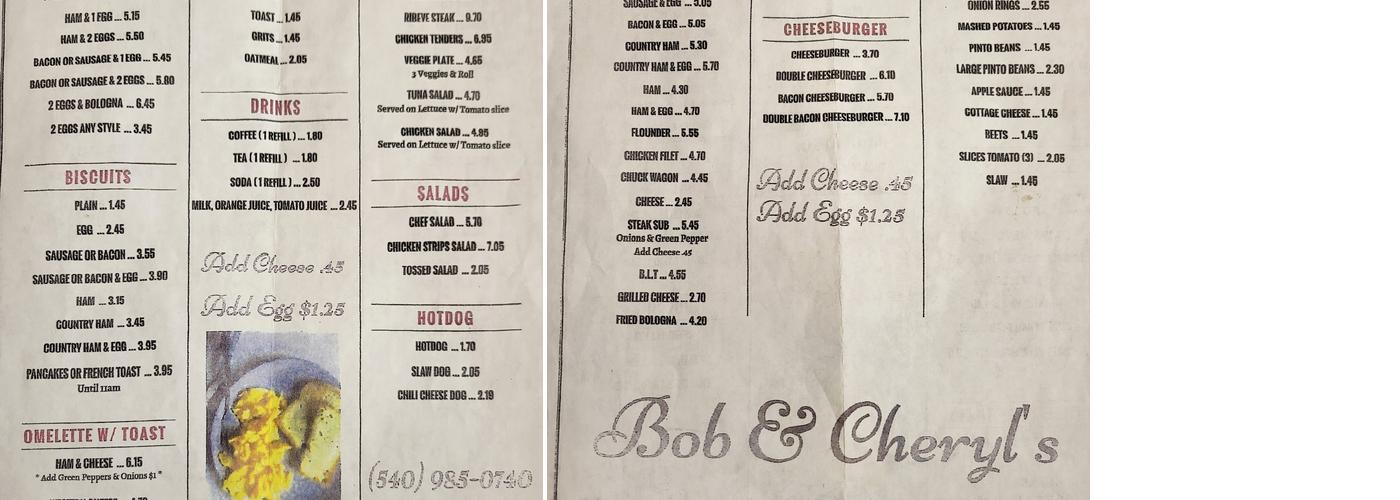 HAM & 1 EGG ... 5.15
HAM & 2 EGGS ... 5.50
BACON OR SAUSAGE & 1 EGG ... 5.45
BACON OR SAUSAGE & 2 EGGS ... 5.80
2 EGGS & BOLOGNA ... 6.45
2 EGGS ANY STYLE ... 3.45
BISCUITS
PLAIN ... 1.45
EGG ... 2.45
SAUSAGE OR BACON ... 3.55
SAUSAGE OR BACON & EGG ... 3.90
HAM ... 3.15
COUNTRY HAM ... 3.45
COUNTRY HAM & EGG ... 3.95
PANCAKES OR FRENCH TOAST ... 3.95
Until 11am
OMELETTE W/ TOAST
HAM & CHEESE ... 6.15
* Add Green Peppers & Onions $1 *
TOAST ... 1.45
GRITS ... 1.45
OATMEAL ... 2.05
DRINKS
COFFEE ( 1 REFILL ) ... 1.80
TEA ( 1 REFILL ) ... 1.80
SODA ( 1 REFILL ) ... 2.50
MILK, ORANGE JUICE, TOMATO JUICE ... 2.45
Add Cheese .45
Add Egg $1.25
RIBEYE STEAK ... 9.70
CHICKEN TENDERS ... 6.95
VEGGIE PLATE ... 4.65
3 Veggies & Roll
TUNA SALAD ... 4.70
Served on Lettuce w/ Tomato slice
CHICKEN SALAD ... 4.95
Served on Lettuce w/ Tomato slice
SALADS
CHEF SALAD ... 5.70
CHICKEN STRIPS SALAD ... 7.05
TOSSED SALAD ... 2.05
HOTDOG
HOTDOG ... 1.70
SLAW DOG ... 2.05
CHILI CHEESE DOG ... 2.19
(540) 985-0740
SAUSAGE & EGG ... 5.05
BACON & EGG ... 5.05
COUNTRY HAM ... 5.30
COUNTRY HAM & EGG ... 5.70
HAM ... 4.30
HAM & EGG ... 4.70
FLOUNDER ... 5.55
CHICKEN FILET ... 4.70
CHUCK WAGON ... 4.45
CHEESE ... 2.45
STEAK SUB ... 5.45
Onions & Green Pepper
Add Cheese .45
B.L.T ... 4.55
GRILLED CHEESE ... 2.70
FRIED BOLOGNA ... 4.20
CHEESEBURGER
CHEESEBURGER ... 3.70
DOUBLE CHEESEBURGER ... 6.10
BACON CHEESEBURGER ... 5.70
DOUBLE BACON CHEESEBURGER ... 7.10
Add Cheese .45
Add Egg $1.25
ONION RINGS ... 2.55
MASHED POTATOES ... 1.45
PINTO BEANS ... 1.45
LARGE PINTO BEANS ... 2.30
APPLE SAUCE ... 1.45
COTTAGE CHEESE ... 1.45
BEETS ... 1.45
SLICES TOMATO (3) ... 2.05
SLAW ... 1.45
Bob & Cheryl's